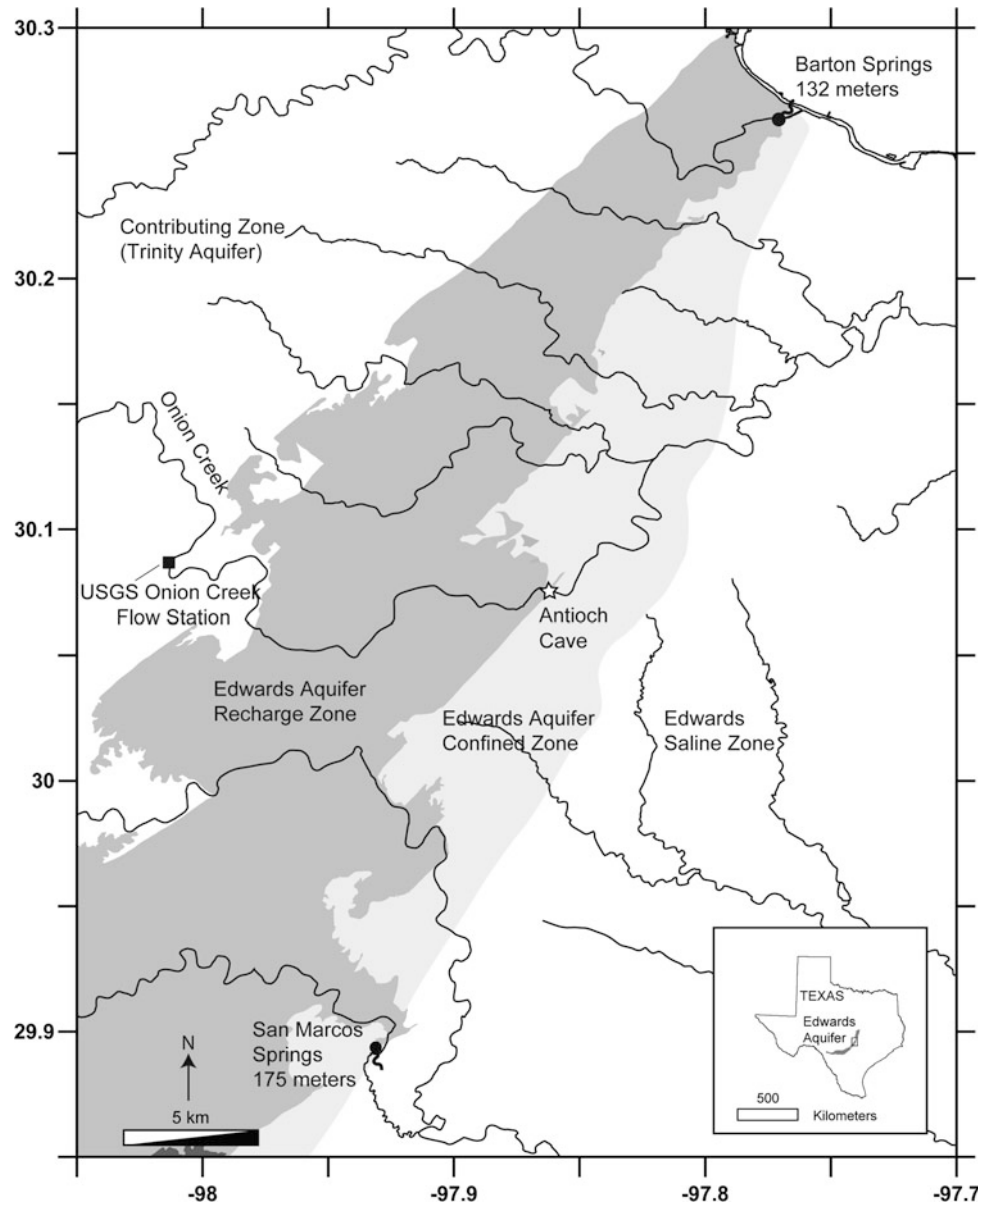 30.3
30.2
30.1
30
29.9
-98
-97.9
-97.8
-97.7
Barton Springs
132 meters
Contributing Zone
(Trinity Aquifer)
Onion Creek
USGS Onion Creek
Flow Station
Antioch
Cave
Edwards Aquifer
Recharge Zone
Edwards Aquifer
Confined Zone
Edwards
Saline Zone
San Marcos
Springs
175 meters
N
5 km
TEXAS
Edwards
Aquifer
500
Kilometers